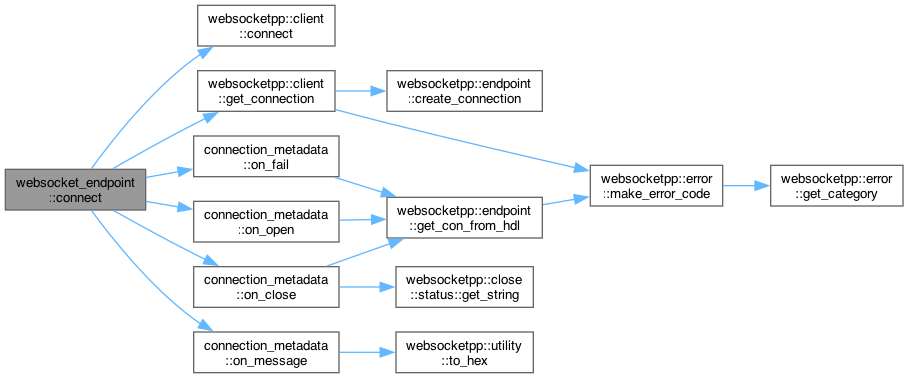 websocketpp::client
::connect
websocketpp::client
::get_connection
websocketpp::endpoint
::create_connection
connection_metadata
::on_fail
websocket_endpoint
::connect
websocketpp::error
::make_error_code
websocketpp::error
::get_category
connection_metadata
::on_open
websocketpp::endpoint
::get_con_from_hdl
connection_metadata
::on_close
websocketpp::close
::status::get_string
connection_metadata
::on_message
websocketpp::utility
::to_hex